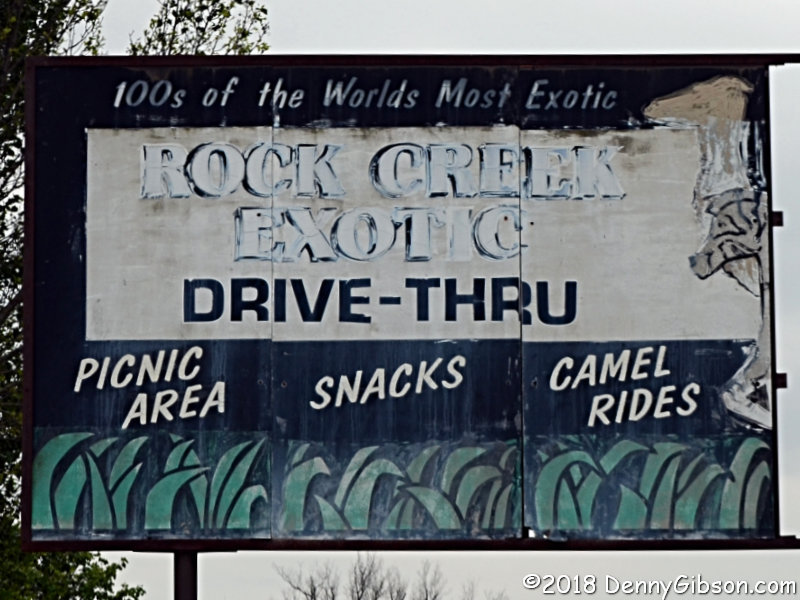 100s of the Worlds Most Exotic
ROCK CREEK
EXOTIC
DRIVE-THRU
PICNIC
AREA
SNACKS
CAMEL
RIDES
©2018 DennyGibson.com